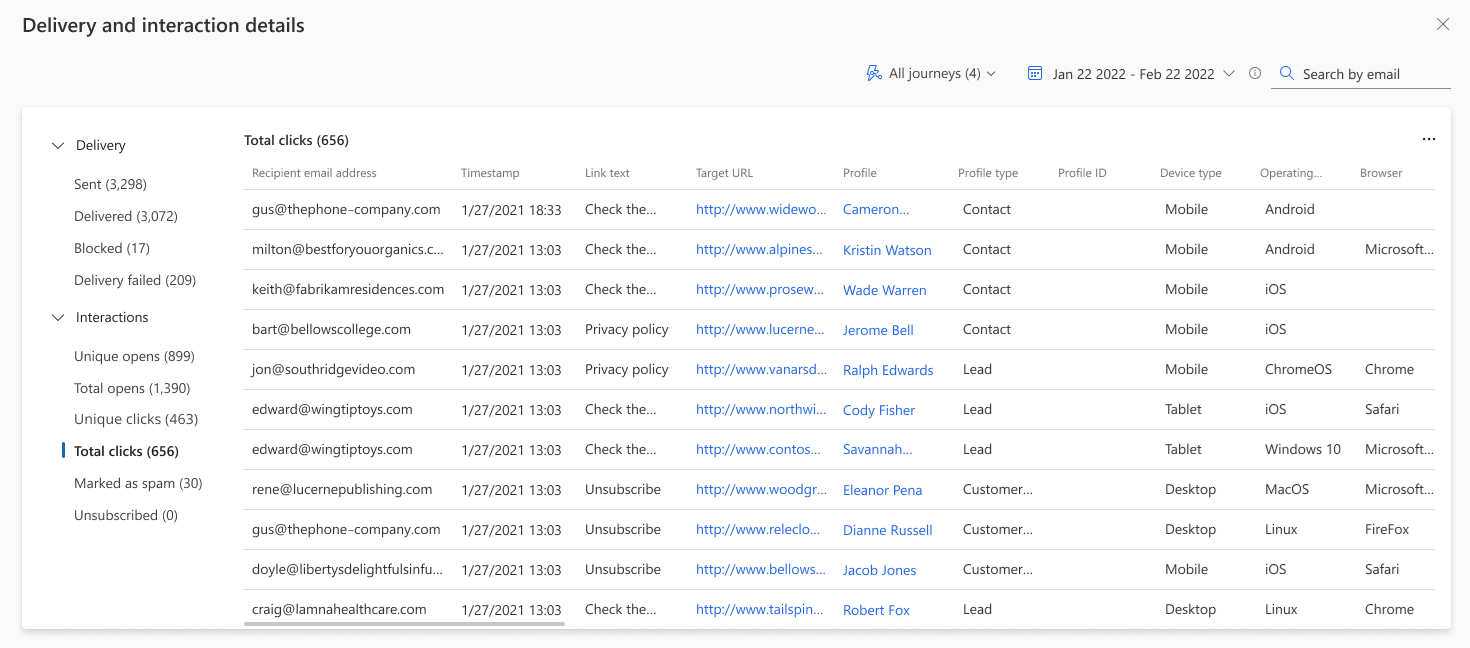 Delivery and interaction details
All journeys (4) Jan 22 2022 - Feb 22 2022 Search by email
Delivery
Sent (3,298)
Delivered (3,072)
Blocked (17)
Delivery failed (209)
Interactions
Unique opens (899)
Total opens (1,390)
Unique clicks (463)
Total clicks (656)
Marked as spam (30)
Unsubscribed (0)
Total clicks (656) ...
Recipient email address Timestamp Link text Target URL Profile Profile type Profile ID Device type Operating... Browser
gus@thephone-company.com 1/27/2021 18:33 Check the... http://www.widewo... Cameron... Contact Mobile Android
milton@bestforyouorganics.c... 1/27/2021 13:03 Check the... http://www.alpines... Kristin Watson Contact Mobile Android Microsoft...
keith@fabrikamresidences.com 1/27/2021 13:03 Check the... http://www.prosew... Wade Warren Contact Mobile iOS
bart@bellowscollege.com 1/27/2021 13:03 Privacy policy http://www.lucerne... Jerome Bell Contact Mobile iOS
jon@southridgevideo.com 1/27/2021 13:03 Privacy policy http://www.vanarsd... Ralph Edwards Lead Mobile ChromeOS Chrome
edward@wingtiptoys.com 1/27/2021 13:03 Check the... http://www.northwi... Cody Fisher Lead Tablet iOS Safari
edward@wingtiptoys.com 1/27/2021 13:03 Check the... http://www.contos... Savannah... Lead Tablet Windows 10 Microsoft...
rene@lucernepublishing.com 1/27/2021 13:03 Unsubscribe http://www.woodgr... Eleanor Pena Customer... Desktop MacOS Microsoft...
gus@thephone-company.com 1/27/2021 13:03 Unsubscribe http://www.releclo... Dianne Russell Customer... Desktop Linux FireFox
doyle@libertysdelightfulsinfu... 1/27/2021 13:03 Unsubscribe http://www.bellows... Jacob Jones Customer... Mobile iOS Safari
craig@lamnahealthcare.com 1/27/2021 13:03 Check the... http://www.tailspin... Robert Fox Lead Desktop Linux Chrome